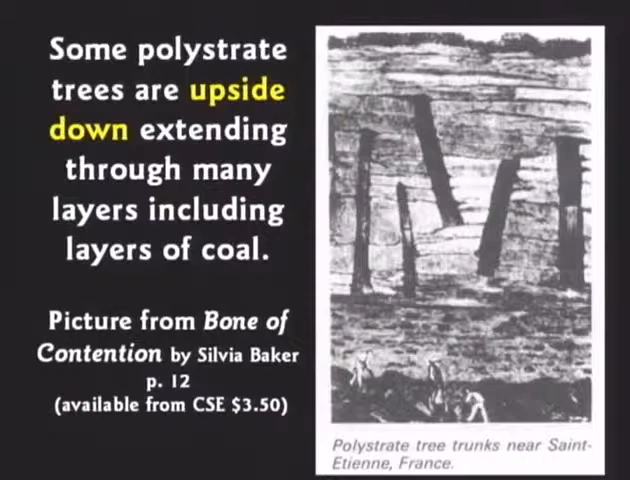 Some polystrate
trees are upside
down extending
through many
layers including
layers of coal.
Picture from Bone of
Contention by Silvia Baker
p. 12
(available from CSE $3.50)
Polystrate tree trunks near Saint-
Etienne, France.